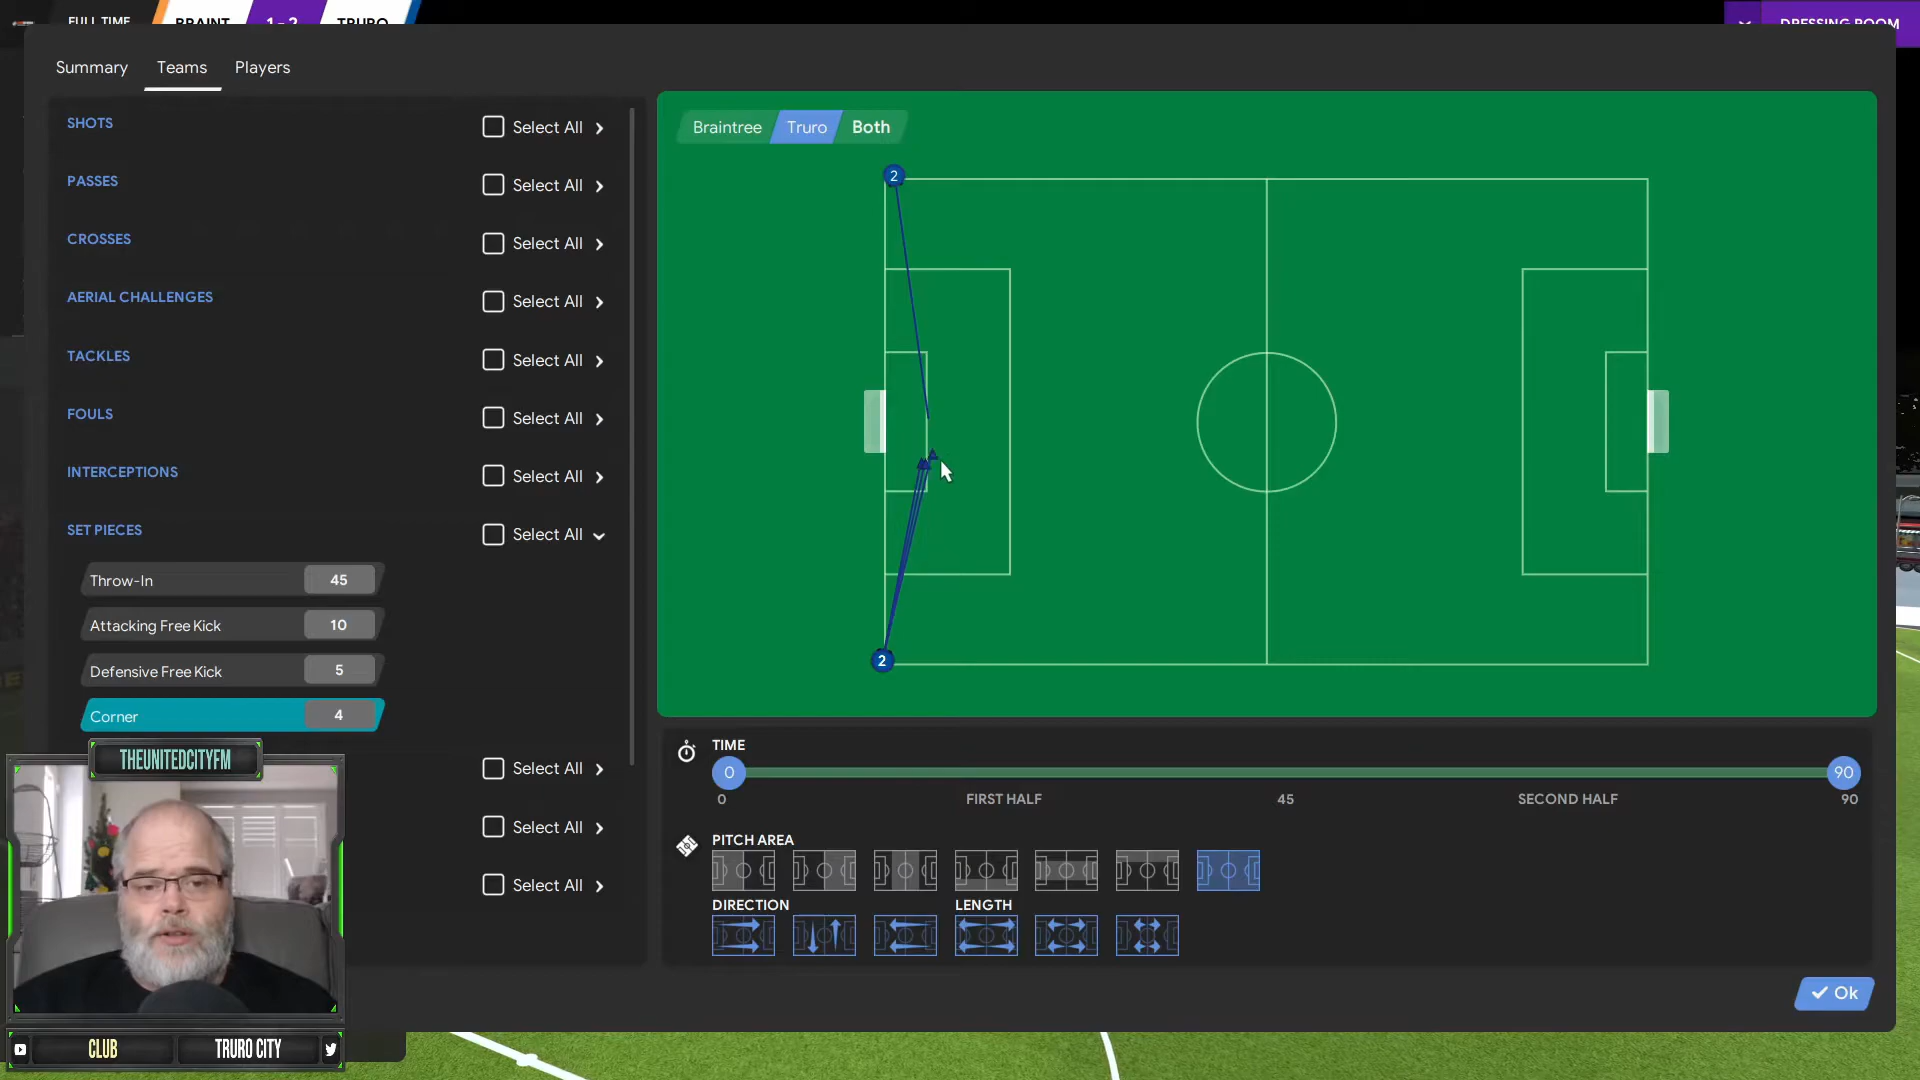 FULL TIME BRAINT 1 - 2 TRURO
DRESSING ROOM
Summary Teams Players
SHOTS Select All
PASSES Select All
CROSSES Select All
AERIAL CHALLENGES Select All
TACKLES Select All
FOULS Select All
INTERCEPTIONS Select All
SET PIECES Select All
Throw-In 45
Attacking Free Kick 10
Defensive Free Kick 5
Corner 4
Select All
Select All
Select All
Braintree Truro Both
2
2
TIME
0 90
0 FIRST HALF 45 SECOND HALF 90
PITCH AREA
DIRECTION LENGTH
Ok
THEUNITEDCITYFM
CLUB TRURO CITY